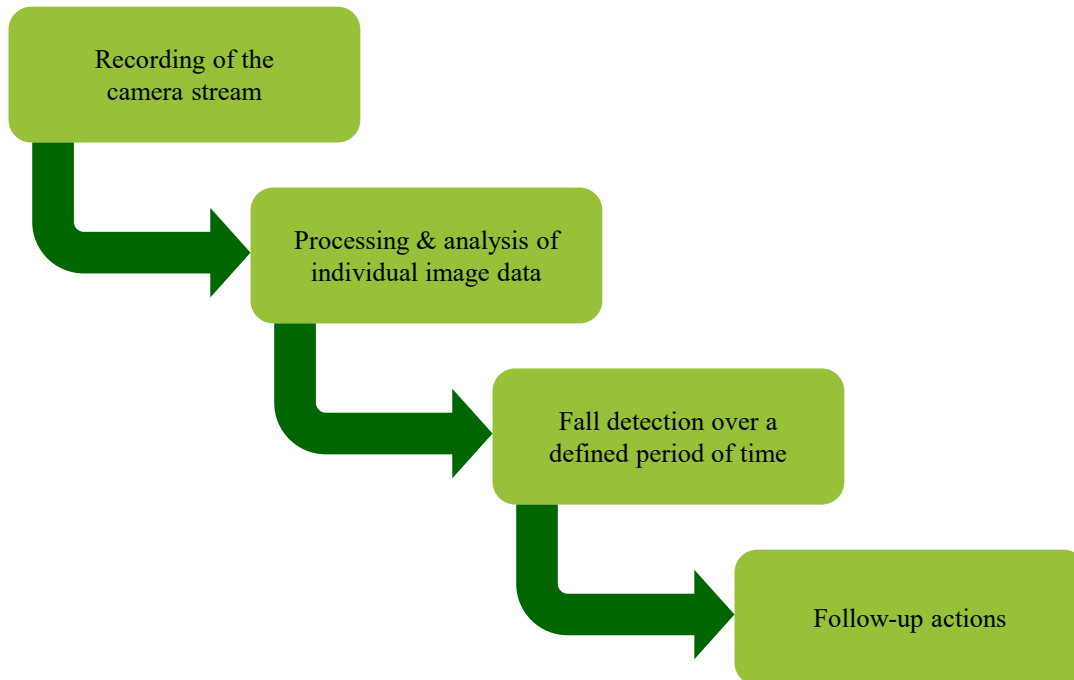 Recording of the
camera stream
Processing & analysis of
individual image data
Fall detection over a
defined period of time
Follow-up actions